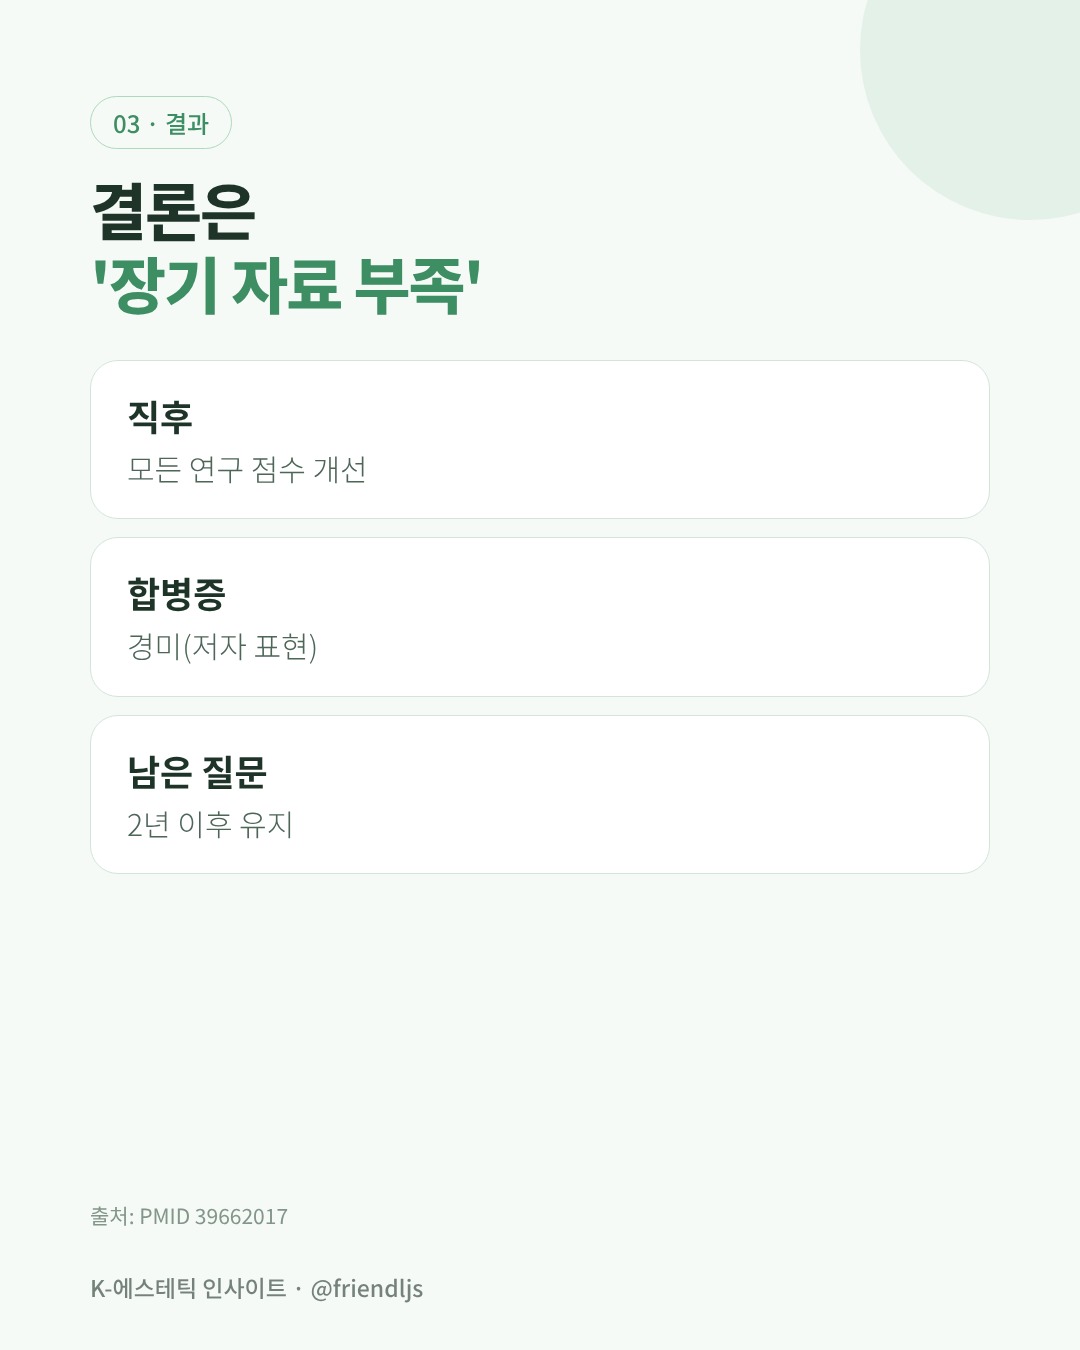 03 · 결과
결론은
'장기 자료 부족'
직후
모든 연구 점수 개선
합병증
경미(저자 표현)
남은 질문
2년 이후 유지
출처: PMID 39662017
K-에스테틱 인사이트 · @friendljs